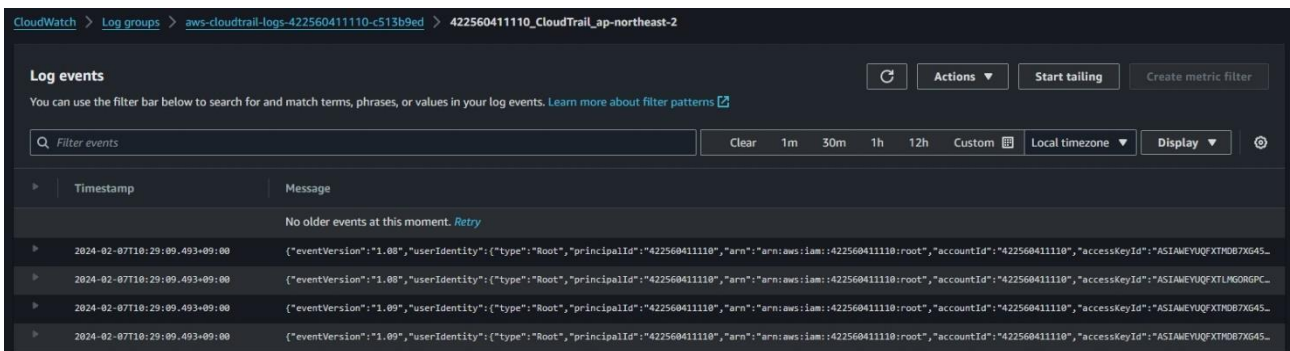 CloudWatch > Log groups > aws-cloudtrail-logs-422560411110-c513b9ed > 422560411110_CloudTrail_ap-northeast-2
Log events
Actions ▼ Start tailing Create metric filter
You can use the filter bar below to search for and match terms, phrases, or values in your log events. Learn more about filter patterns
Filter events Clear 1m 30m 1h 12h Custom Local timezone ▼ Display ▼
Timestamp Message
No older events at this moment. Retry
2024-02-07T10:29:09.493+09:00 {"eventVersion":"1.08","userIdentity":{"type":"Root","principalId":"422560411110","arn":"arn:aws:iam::422560411110:root","accountId":"422560411110","accessKeyId":"ASIAWEYUQFXTMDB7XG45…
2024-02-07T10:29:09.493+09:00 {"eventVersion":"1.08","userIdentity":{"type":"Root","principalId":"422560411110","arn":"arn:aws:iam::422560411110:root","accountId":"422560411110","accessKeyId":"ASIAWEYUQFXTLMGORGPC…
2024-02-07T10:29:09.493+09:00 {"eventVersion":"1.09","userIdentity":{"type":"Root","principalId":"422560411110","arn":"arn:aws:iam::422560411110:root","accountId":"422560411110","accessKeyId":"ASIAWEYUQFXTMDB7XG45…
2024-02-07T10:29:09.493+09:00 {"eventVersion":"1.09","userIdentity":{"type":"Root","principalId":"422560411110","arn":"arn:aws:iam::422560411110:root","accountId":"422560411110","accessKeyId":"ASIAWEYUQFXTMDB7XG45…